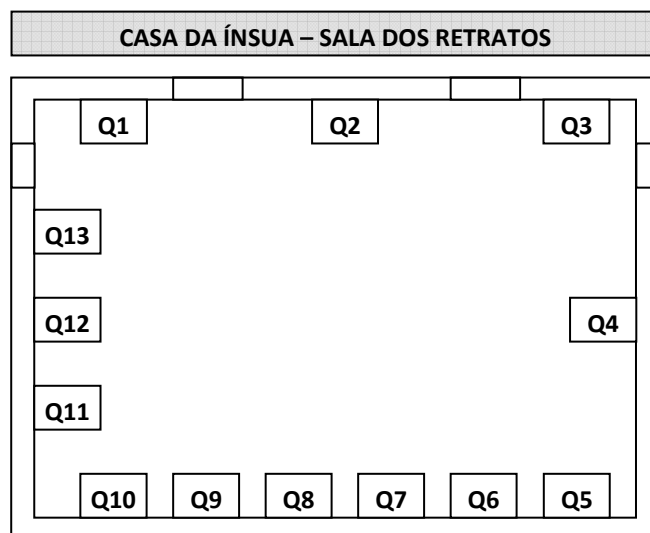 CASA DA ÍNSUA – SALA DOS RETRATOS
Q1 Q2 Q3
Q13
Q12 Q4
Q11
Q10 Q9 Q8 Q7 Q6 Q5